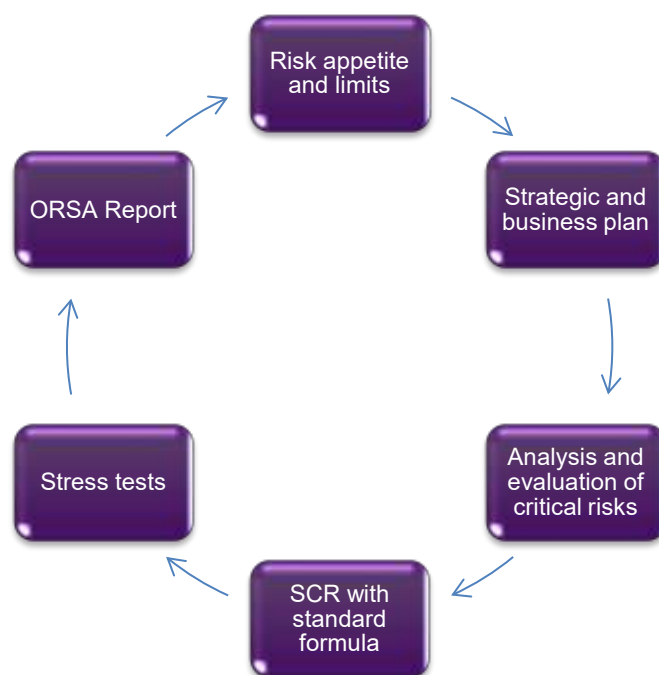 Risk appetite
and limits
Strategic and
business plan
Analysis and
evaluation of
critical risks
SCR with
standard
formula
Stress tests
ORSA Report